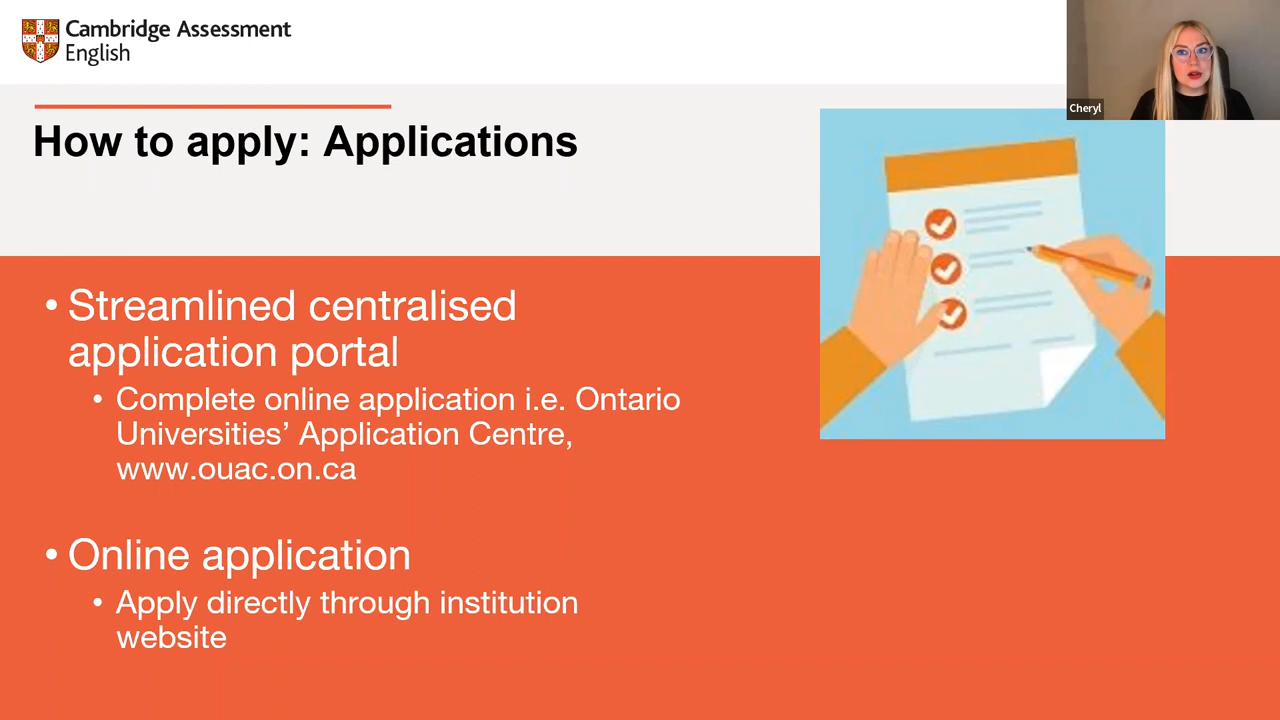 Cambridge Assessment
English
Cheryl
How to apply: Applications
• Streamlined centralised
application portal
• Complete online application i.e. Ontario
Universities’ Application Centre,
www.ouac.on.ca
• Online application
• Apply directly through institution
website